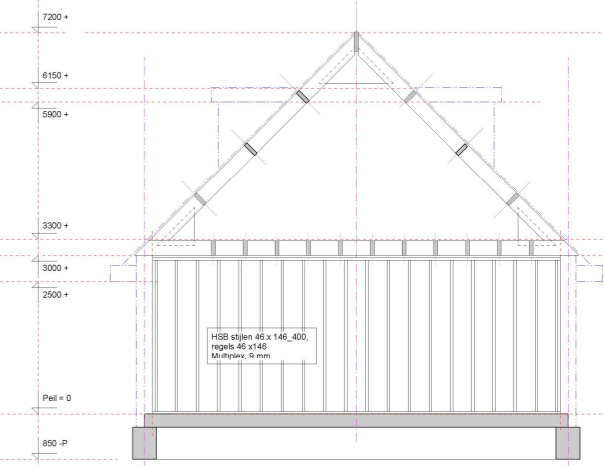 7200 +
6150 +
5900 +
3300 +
3000 +
2500 +
HSB stijlen 46 x 146_400,
regels 46 x146
Multiplex, 9 mm
Peil = 0
850 -P